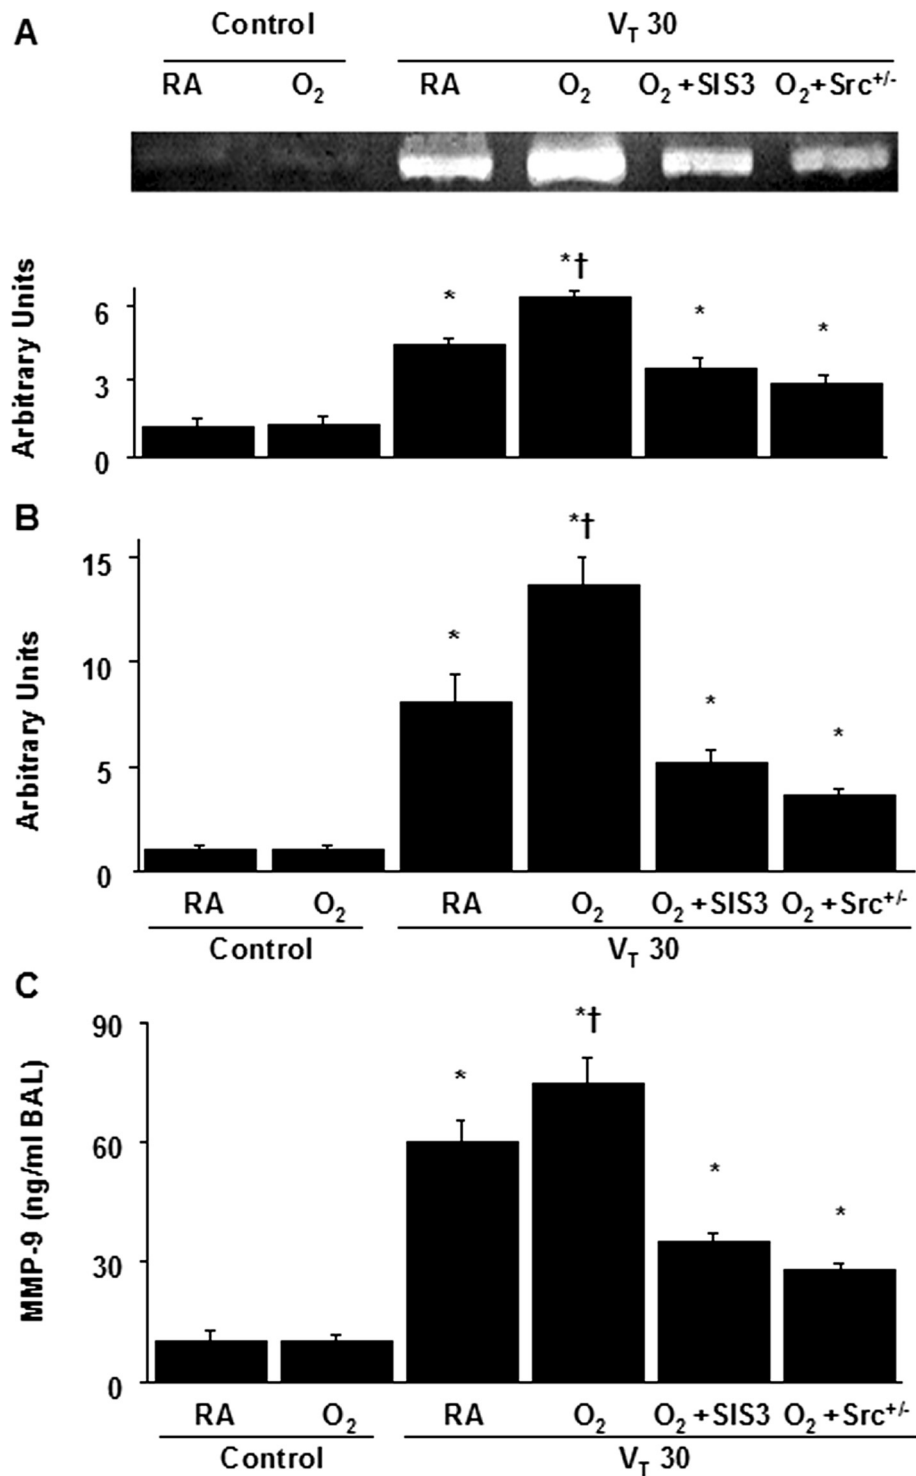 A
Control
V_T 30
RA
O₂
RA
O₂
O₂ +SIS3
O₂+Src⁺/⁻
Arbitrary Units
6
3
0
*
*†
*
*
B
Arbitrary Units
15
10
5
0
*
*†
*
*
RA
O₂
RA
O₂
O₂ +SIS3
O₂ +Src⁺/⁻
Control
V_T 30
C
MMP-9 (ng/ml BAL)
90
60
30
0
*
*†
*
*
RA
O₂
RA
O₂
O₂ +SIS3
O₂ +Src⁺/⁻
Control
V_T 30